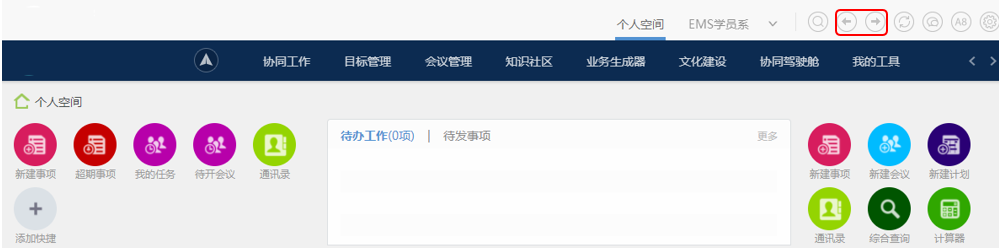 个人空间 EMS学员系 A8
协同工作 目标管理 会议管理 知识社区 业务生成器 文化建设 协同驾驶舱 我的工具
个人空间
待办工作(0项) | 待发事项 更多
新建事项 超期事项 我的任务 待开会议 通讯录
新建事项 新建会议 新建计划
添加快捷
通讯录 综合查询 计算器